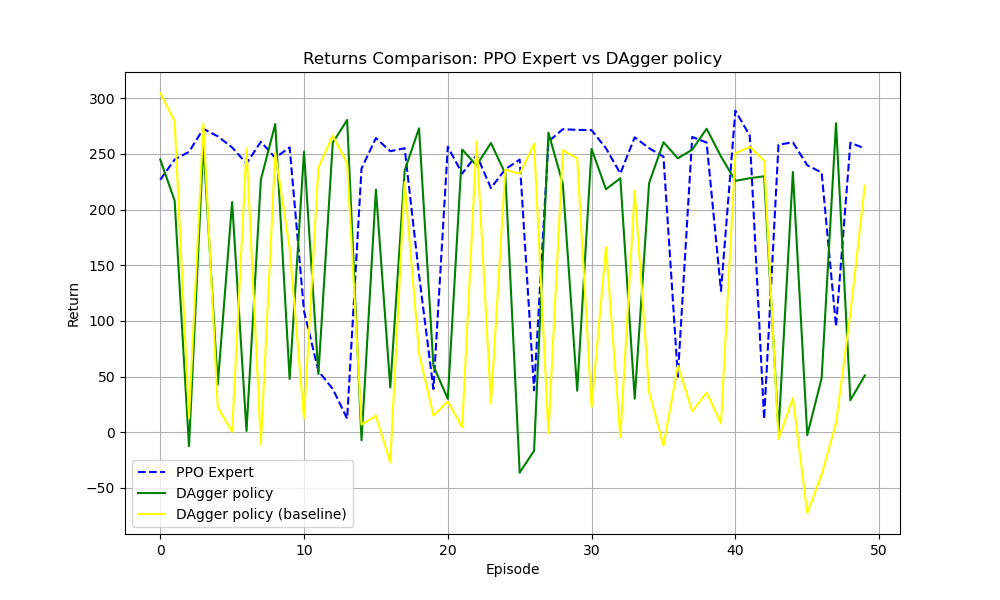 Returns Comparison: PPO Expert vs DAgger policy
300
250
200
150
100
50
0
−50
Return
PPO Expert
DAgger policy
DAgger policy (baseline)
0 10 20 30 40 50
Episode